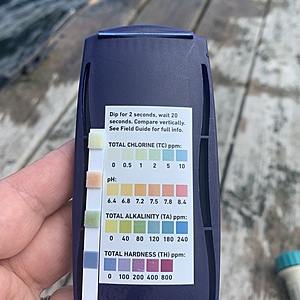 Dip for 2 seconds, wait 20
seconds. Compare vertically.
See Field Guide for full info.
TOTAL CHLORINE (TC) ppm:
0 0.5 1 2 5 10
pH:
6.4 6.8 7.2 7.5 7.8 8.4
TOTAL ALKALINITY (TA) ppm:
0 40 80 120 180 240
TOTAL HARDNESS (TH) ppm:
0 100 200 400 800